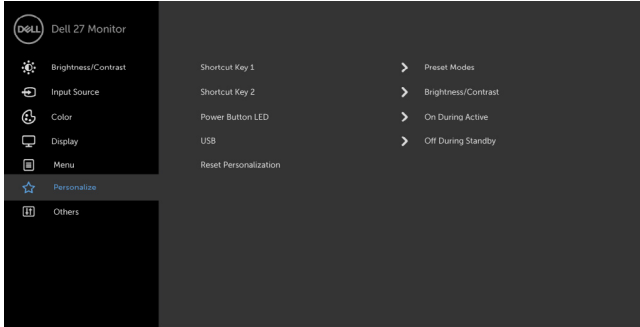 DELL Dell 27 Monitor
Brightness/Contrast
Input Source
Color
Display
Menu
Personalize
Others
Shortcut Key 1 Preset Modes
Shortcut Key 2 Brightness/Contrast
Power Button LED On During Active
USB Off During Standby
Reset Personalization